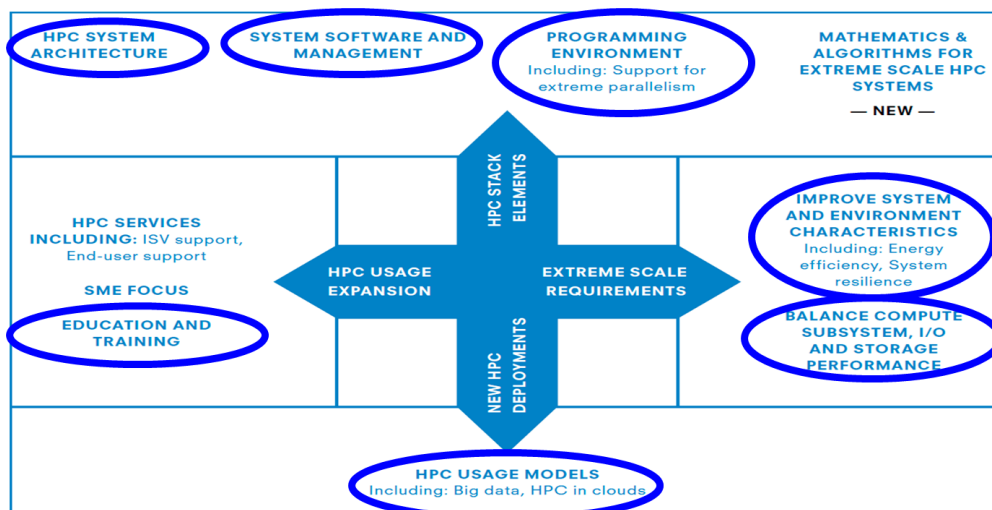 HPC SYSTEM
ARCHITECTURE
SYSTEM SOFTWARE AND
MANAGEMENT
PROGRAMMING
ENVIRONMENT
Including: Support for
extreme parallelism
MATHEMATICS &
ALGORITHMS FOR
EXTREME SCALE HPC
SYSTEMS
— NEW —
HPC STACK
ELEMENTS
HPC SERVICES
INCLUDING: ISV support,
End-user support
SME FOCUS
EDUCATION AND
TRAINING
HPC USAGE
EXPANSION
EXTREME SCALE
REQUIREMENTS
IMPROVE SYSTEM
AND ENVIRONMENT
CHARACTERISTICS
Including: Energy
efficiency, System
resilience
BALANCE COMPUTE
SUBSYSTEM, I/O
AND STORAGE
PERFORMANCE
NEW HPC
DEPLOYMENTS
HPC USAGE MODELS
Including: Big data, HPC in clouds